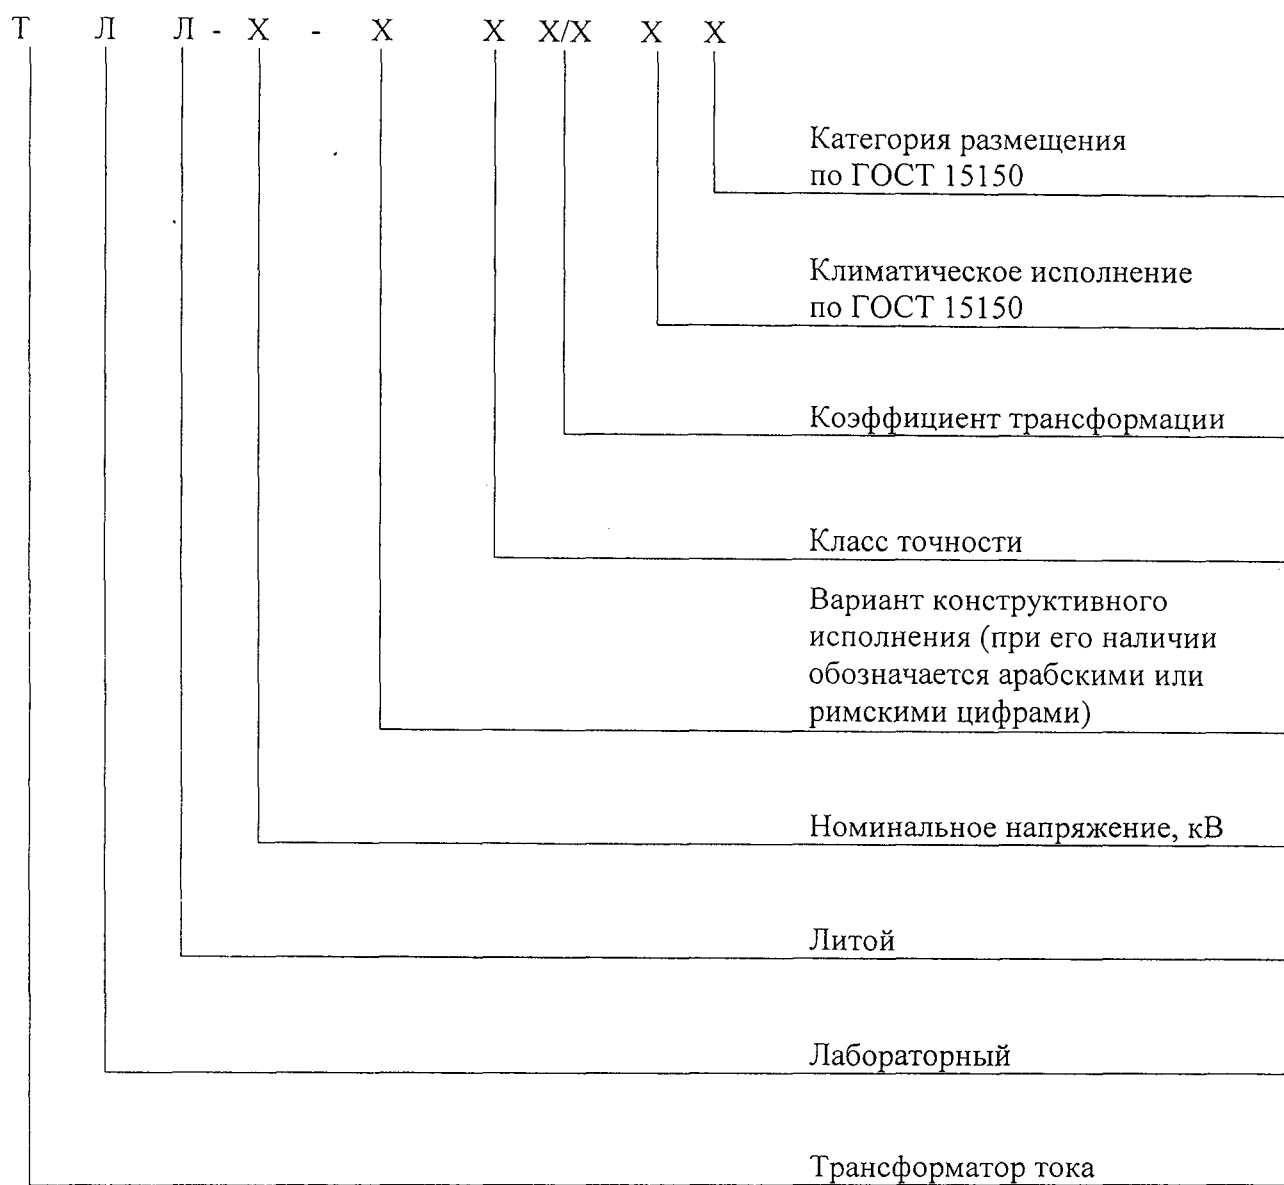 Т Л Л - Х - Х Х Х/Х Х Х
Категория размещения
по ГОСТ 15150
Климатическое исполнение
по ГОСТ 15150
Коэффициент трансформации
Класс точности
Вариант конструктивного
исполнения (при его наличии
обозначается арабскими или
римскими цифрами)
Номинальное напряжение, кВ
Литой
Лабораторный
Трансформатор тока